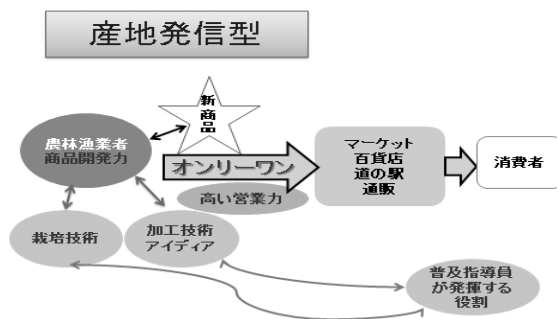 産地発信型
新
商
品
農林漁業者
商品開発力
オンリーワン
高い営業力
マーケット
百貨店
道の駅
通販
消費者
栽培技術
加工技術
アイディア
普及指導員
が発揮する
役割